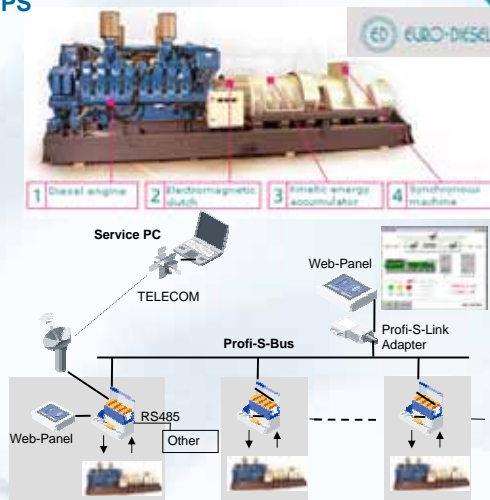 PS
ED EURO-DIESEL
1 Diesel engine
2 Electromagnetic clutch
3 Kinetic energy accumulator
4 Synchronous machine
Service PC
TELECOM
Web-Panel
Profi-S-Link
Adapter
Profi-S-Bus
RS485
Other
Web-Panel